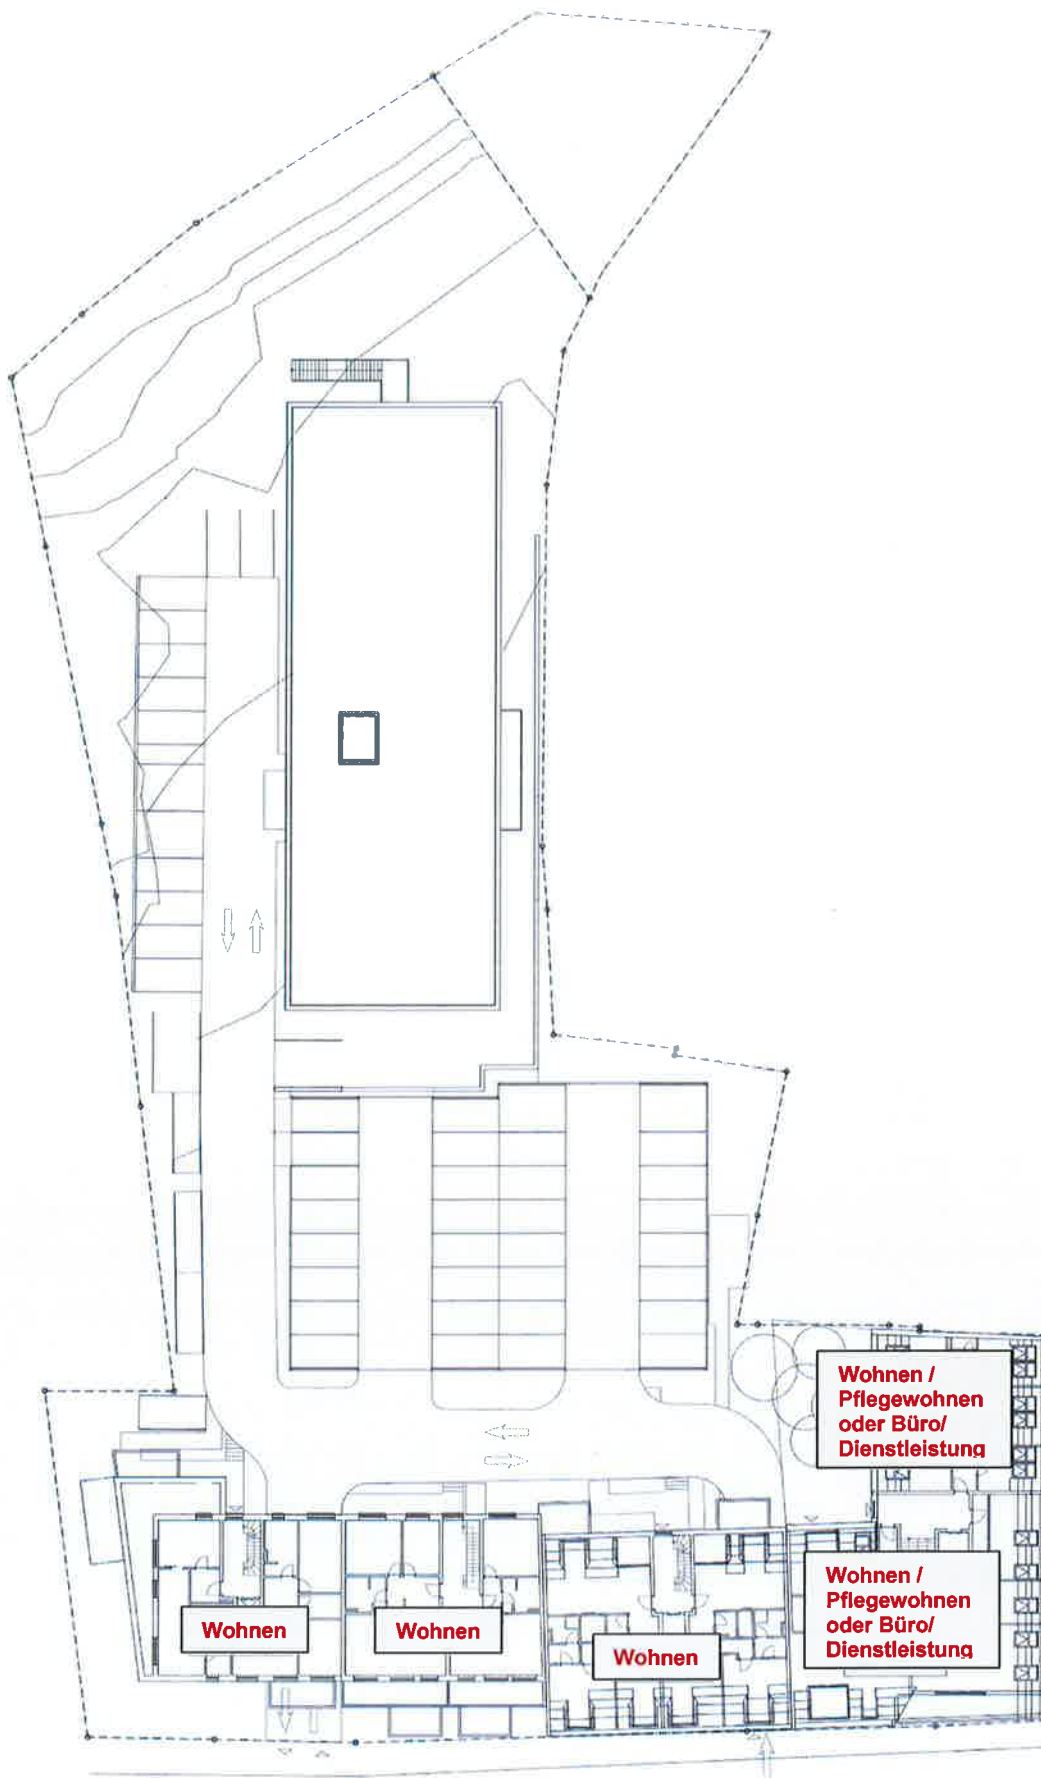 Wohnen /
Pflegewohnen
oder Büro/
Dienstleistung
Wohnen /
Pflegewohnen
oder Büro/
Dienstleistung
Wohnen
Wohnen
Wohnen